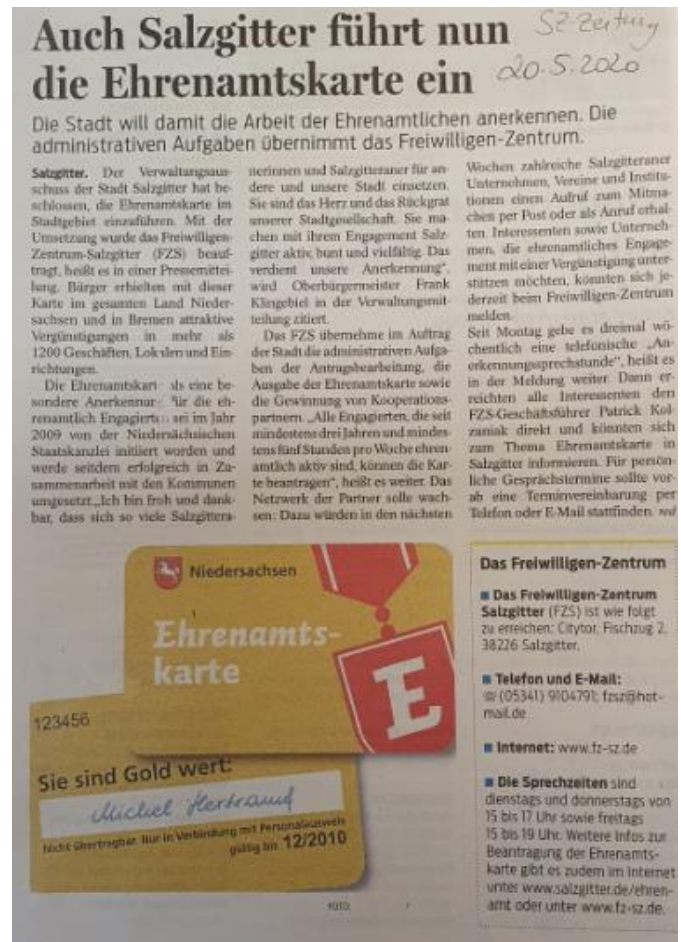 Auch Salzgitter führt nun
die Ehrenamtskarte ein
SZ-Zeitung
20.5.2020
Die Stadt will damit die Arbeit der Ehrenamtlichen anerkennen. Die
administrativen Aufgaben übernimmt das Freiwilligen-Zentrum.
Salzgitter. Der Verwaltungsaus-
schuss der Stadt Salzgitter hat be-
schlossen, die Ehrenamtskarte im
Stadtgebiet einzuführen. Mit der
Umsetzung wurde das Freiwilligen-
Zentrum-Salzgitter (FZS) beauf-
tragt, heißt es in einer Pressemittei-
lung. Bürger erhielten mit dieser
Karte im gesamten Land Nieder-
sachsen und in Bremen attraktive
Vergünstigungen in mehr als
1200 Geschäften, Lokalen und Ein-
richtungen.
Die Ehrenamtskarte als eine be-
sondere Anerkennung für die eh-
renamtlich Engagierten sei im Jahr
2009 von der Niedersächsischen
Staatskanzlei initiiert worden und
werde seitdem erfolgreich in Zu-
sammenarbeit mit den Kommunen
umgesetzt. „Ich bin froh und dank-
bar, dass sich so viele Salzgittera-
nerinnen und Salzgitteraner für an-
dere und unsere Stadt einsetzen.
Sie sind das Herz und das Rückgrat
unserer Stadtgesellschaft. Sie ma-
chen mit ihrem Engagement Salz-
gitter aktiv, bunt und vielfältig. Das
verdient unsere Anerkennung“,
wird Oberbürgermeister Frank
Klingebiel in der Verwaltungsmit-
teilung zitiert.
Das FZS übernehme im Auftrag
der Stadt die administrativen Aufga-
ben der Antragsbearbeitung, die
Ausgabe der Ehrenamtskarte sowie
die Gewinnung von Kooperations-
partnern. „Alle Engagierten, die seit
mindestens drei Jahren und mindes-
tens fünf Stunden pro Woche ehren-
amtlich aktiv sind, können die Kar-
te beantragen“, heißt es weiter. Das
Netzwerk der Partner solle wach-
sen: Dazu würden in den nächsten
Wochen zahlreiche Salzgitteraner
Unternehmen, Vereine und Institu-
tionen einen Aufruf zum Mitma-
chen per Post oder als Anruf erhal-
ten. Interessenten sowie Unterneh-
men, die ehrenamtliches Engage-
ment mit einer Vergünstigung unter-
stützen möchten, könnten sich je-
derzeit beim Freiwilligen-Zentrum
melden.
Seit Montag gebe es dreimal wö-
chentlich eine telefonische „An-
erkennungssprechstunde“, heißt es
in der Meldung weiter. Dann er-
reichten alle Interessenten den
FZS-Geschäftsführer Patrick Kol-
zuniak direkt und könnten sich
zum Thema Ehrenamtskarte in
Salzgitter informieren. Für persön-
liche Gesprächstermine sollte vor-
ab eine Terminvereinbarung per
Telefon oder E-Mail stattfinden. red
Niedersachsen
Ehrenamts-
karte
E
123456
Sie sind Gold wert:
Michel Hertrand
Nicht übertragbar. Nur in Verbindung mit Personalausweis
gültig bis 12/2010
FOTO:
Das Freiwilligen-Zentrum
■ Das Freiwilligen-Zentrum
Salzgitter (FZS) ist wie folgt
zu erreichen: Citytor, Fischzug 2,
38226 Salzgitter.
■ Telefon und E-Mail:
☏ (05341) 9104791; fzsz@hot-
mail.de
■ Internet: www.fz-sz.de
■ Die Sprechzeiten sind
dienstags und donnerstags von
15 bis 17 Uhr sowie freitags
15 bis 19 Uhr. Weitere Infos zur
Beantragung der Ehrenamts-
karte gibt es zudem im Internet
unter www.salzgitter.de/ehren-
amt oder unter www.fz-sz.de.